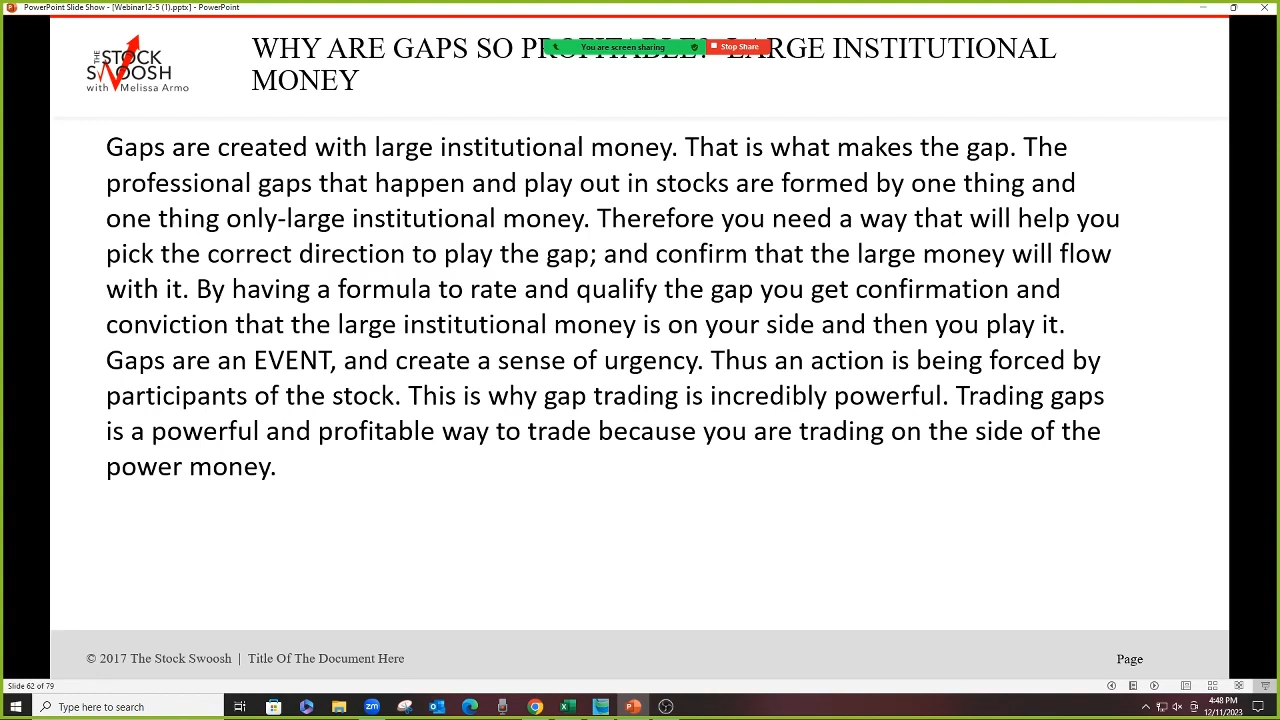 PowerPoint Slide Show - [Webinar12-5 (1).pptx] - PowerPoint
You are screen sharing
Stop Share
THE STOCK
SWOOSH
with Melissa Armo
WHY ARE GAPS SO PROFITABLE? LARGE INSTITUTIONAL
MONEY
Gaps are created with large institutional money. That is what makes the gap. The
professional gaps that happen and play out in stocks are formed by one thing and
one thing only-large institutional money. Therefore you need a way that will help you
pick the correct direction to play the gap; and confirm that the large money will flow
with it. By having a formula to rate and qualify the gap you get confirmation and
conviction that the large institutional money is on your side and then you play it.
Gaps are an EVENT, and create a sense of urgency. Thus an action is being forced by
participants of the stock. This is why gap trading is incredibly powerful. Trading gaps
is a powerful and profitable way to trade because you are trading on the side of the
power money.
© 2017 The Stock Swoosh | Title Of The Document Here
Page
Slide 62 of 79
Type here to search
zm
4:48 PM
12/11/2023